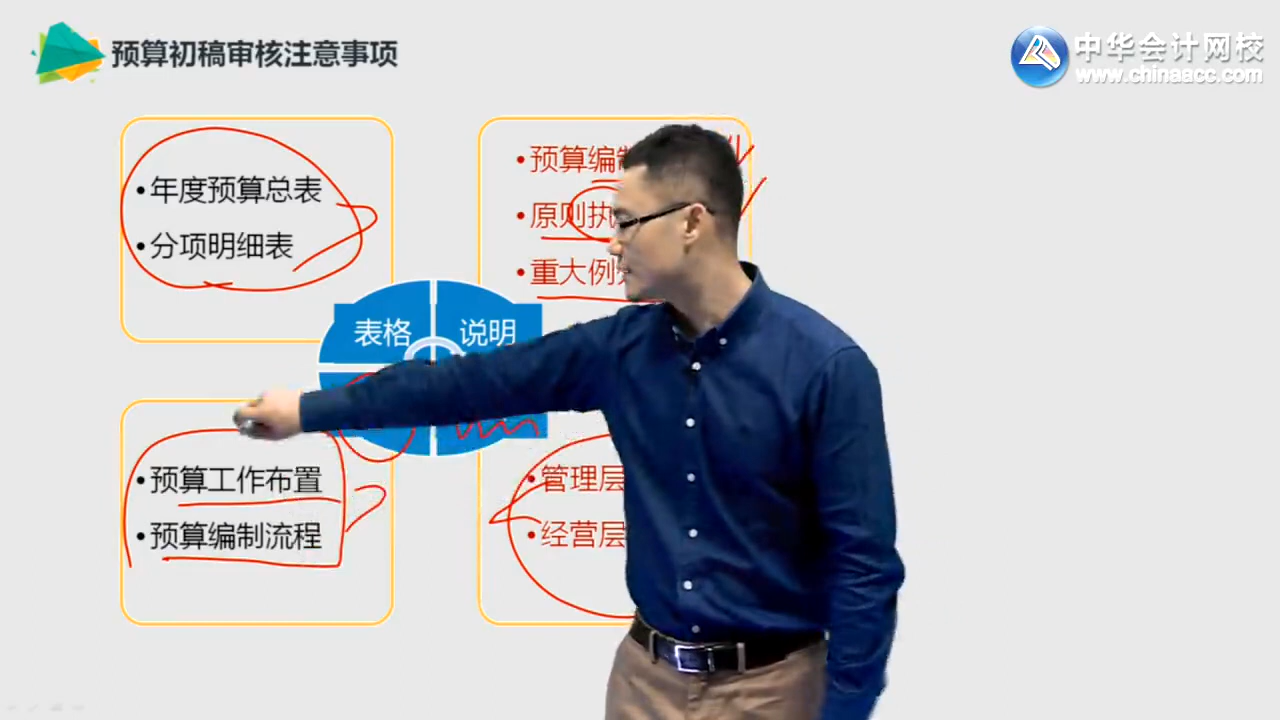 预算初稿审核注意事项
中华会计网校
www.chinaacc.com
•年度预算总表
•分项明细表
•预算编
•原则执
•重大例
表格
说明
•预算工作布置
•预算编制流程
•管理层
•经营层